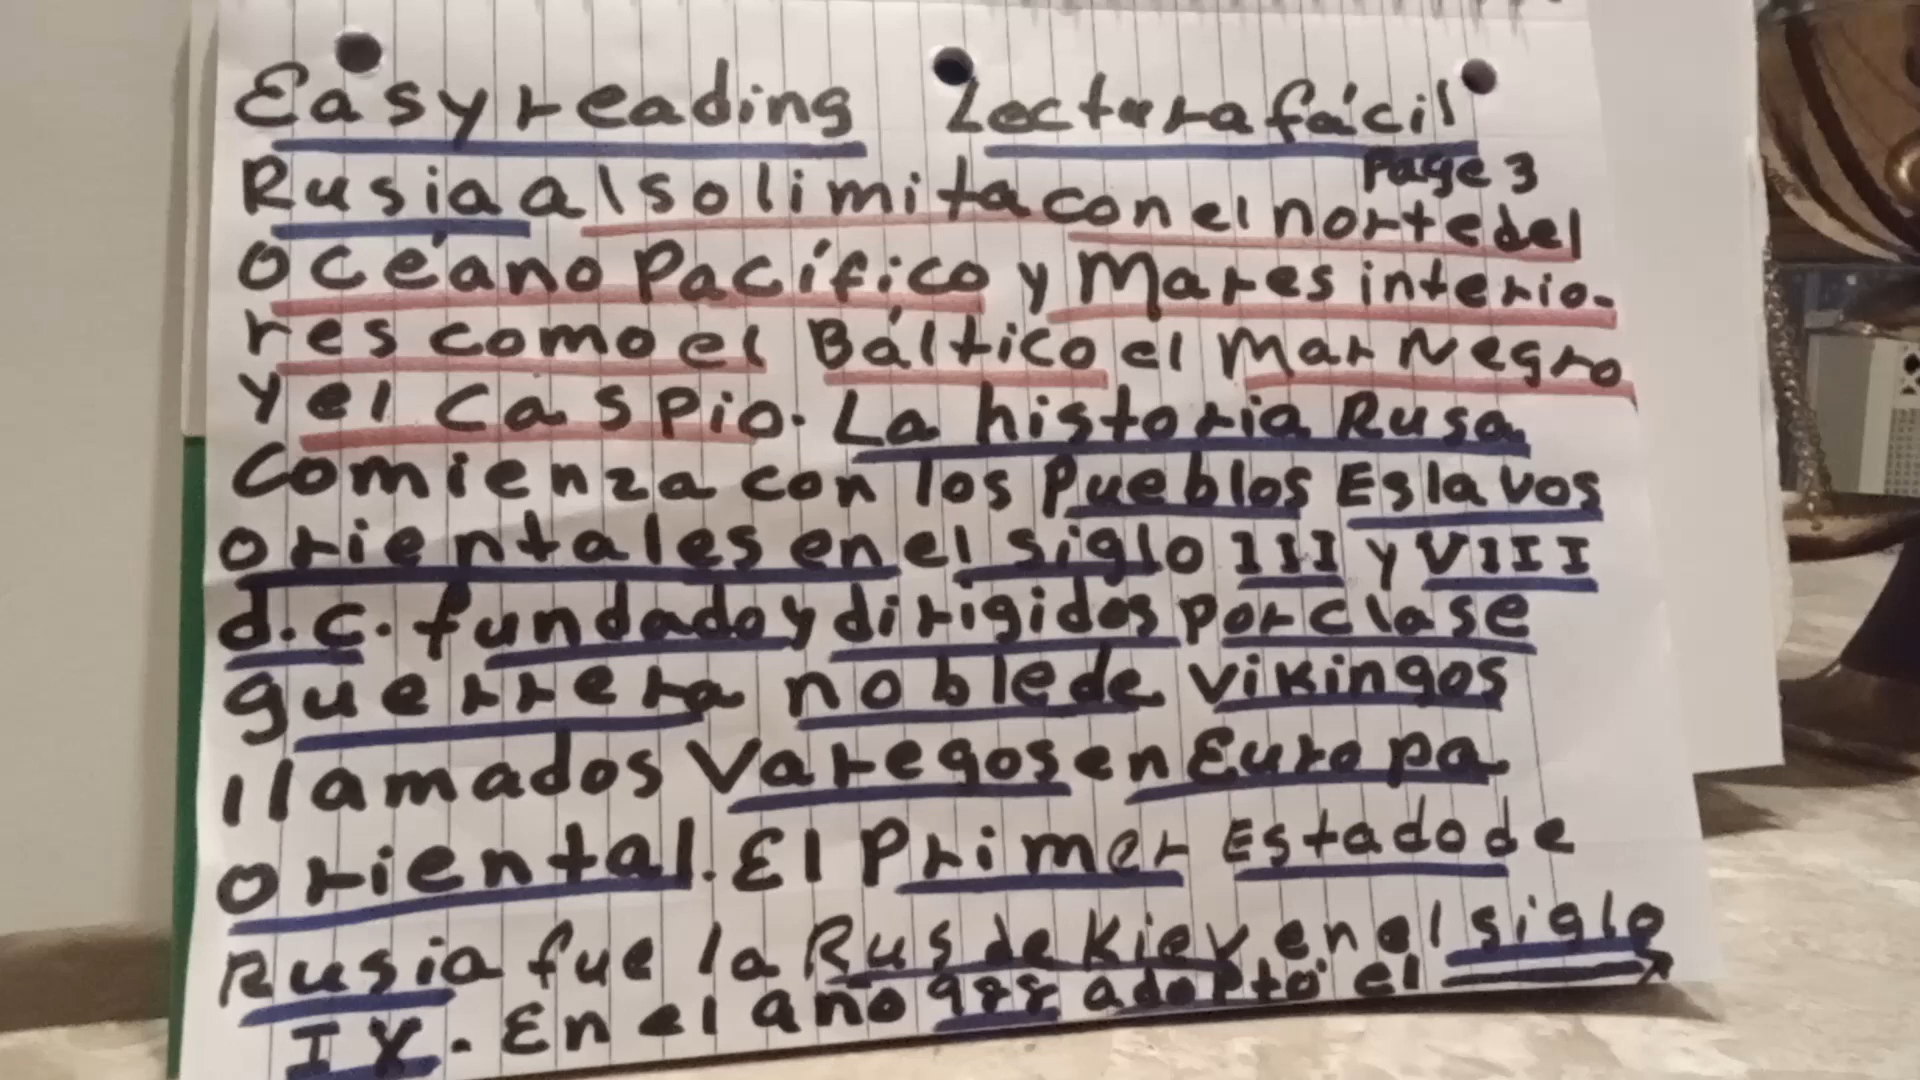 Easy reading Lectura fácil
Page 3
Rusia also limita con el norte del
océano Pacífico y Mares interio-
res como el Báltico el Mar Negro
y el Caspio. La historia Rusa
Comienza con los Pueblos Eslavos
orientales en el siglo III y VIII
d.c. fundado y dirigidos por clase
guerrera noble de vikingos
llamados Varegos en Europa
oriental. El Primer Estado de
Rusia fue la Rus de Kiev en el siglo
IX. En el año 988 adoptó el